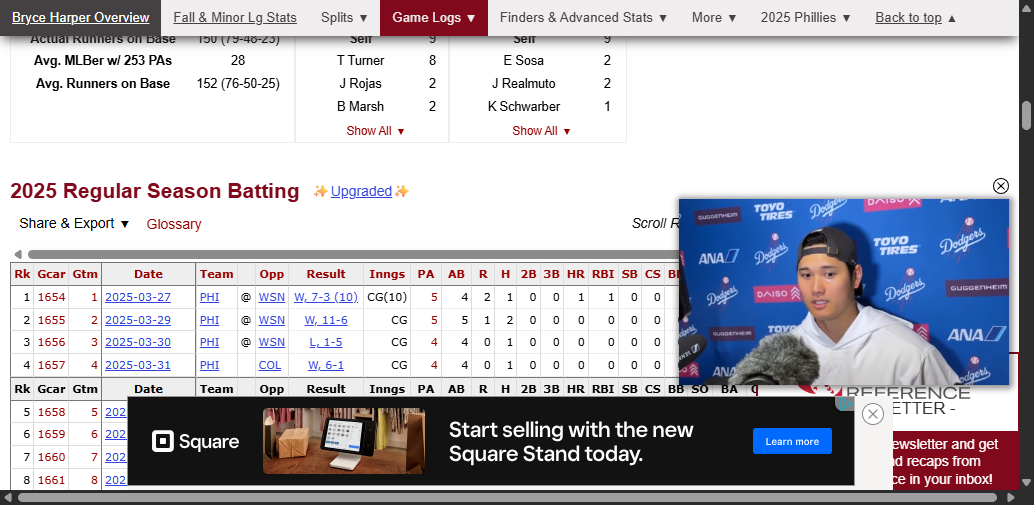 Bryce Harper Overview Fall & Minor Lg Stats Splits ▼ Game Logs ▼ Finders & Advanced Stats ▼ More ▼ 2025 Phillies ▼ Back to top ▲
Actual Runners on Base 150 (79-48-23) Self 9 Self 9
Avg. MLBer w/ 253 PAs 28 T Turner 8 E Sosa 2
Avg. Runners on Base 152 (76-50-25) J Rojas 2 J Realmuto 2
B Marsh 2 K Schwarber 1
Show All ▼ Show All ▼
2025 Regular Season Batting ✨Upgraded✨
Share & Export ▼ Glossary Scroll R
Rk Gcar Gtm Date Team Opp Result Inngs PA AB R H 2B 3B HR RBI SB CS BB
1 1654 1 2025-03-27 PHI @ WSN W, 7-3 (10) CG(10) 5 4 2 1 0 0 1 1 0 0
2 1655 2 2025-03-29 PHI @ WSN W, 11-6 CG 5 5 1 2 0 0 0 0 0 0
3 1656 3 2025-03-30 PHI @ WSN L, 1-5 CG 4 4 0 1 0 0 0 0 0 0
4 1657 4 2025-03-31 PHI COL W, 6-1 CG 4 4 0 1 0 0 0 0 0 0
Rk Gcar Gtm Date Team Opp Result Inngs PA AB R H 2B 3B HR RBI SB CS BB SO BA
5 1658 5 202
6 1659 6 202
7 1660 7 202
8 1661 8 202
GUGGENHEIM TOYO TIRES Dodgers DAISO
ANA TOYO TIRES Dodgers
Dodgers DAISO GUGGENHEIM
TOYO TIRES GUGGENHEIM ANA
Dodgers
REFERENCE
ETTER -
ewsletter and get
nd recaps from
ce in your inbox!
Square
Start selling with the new
Square Stand today.
Learn more